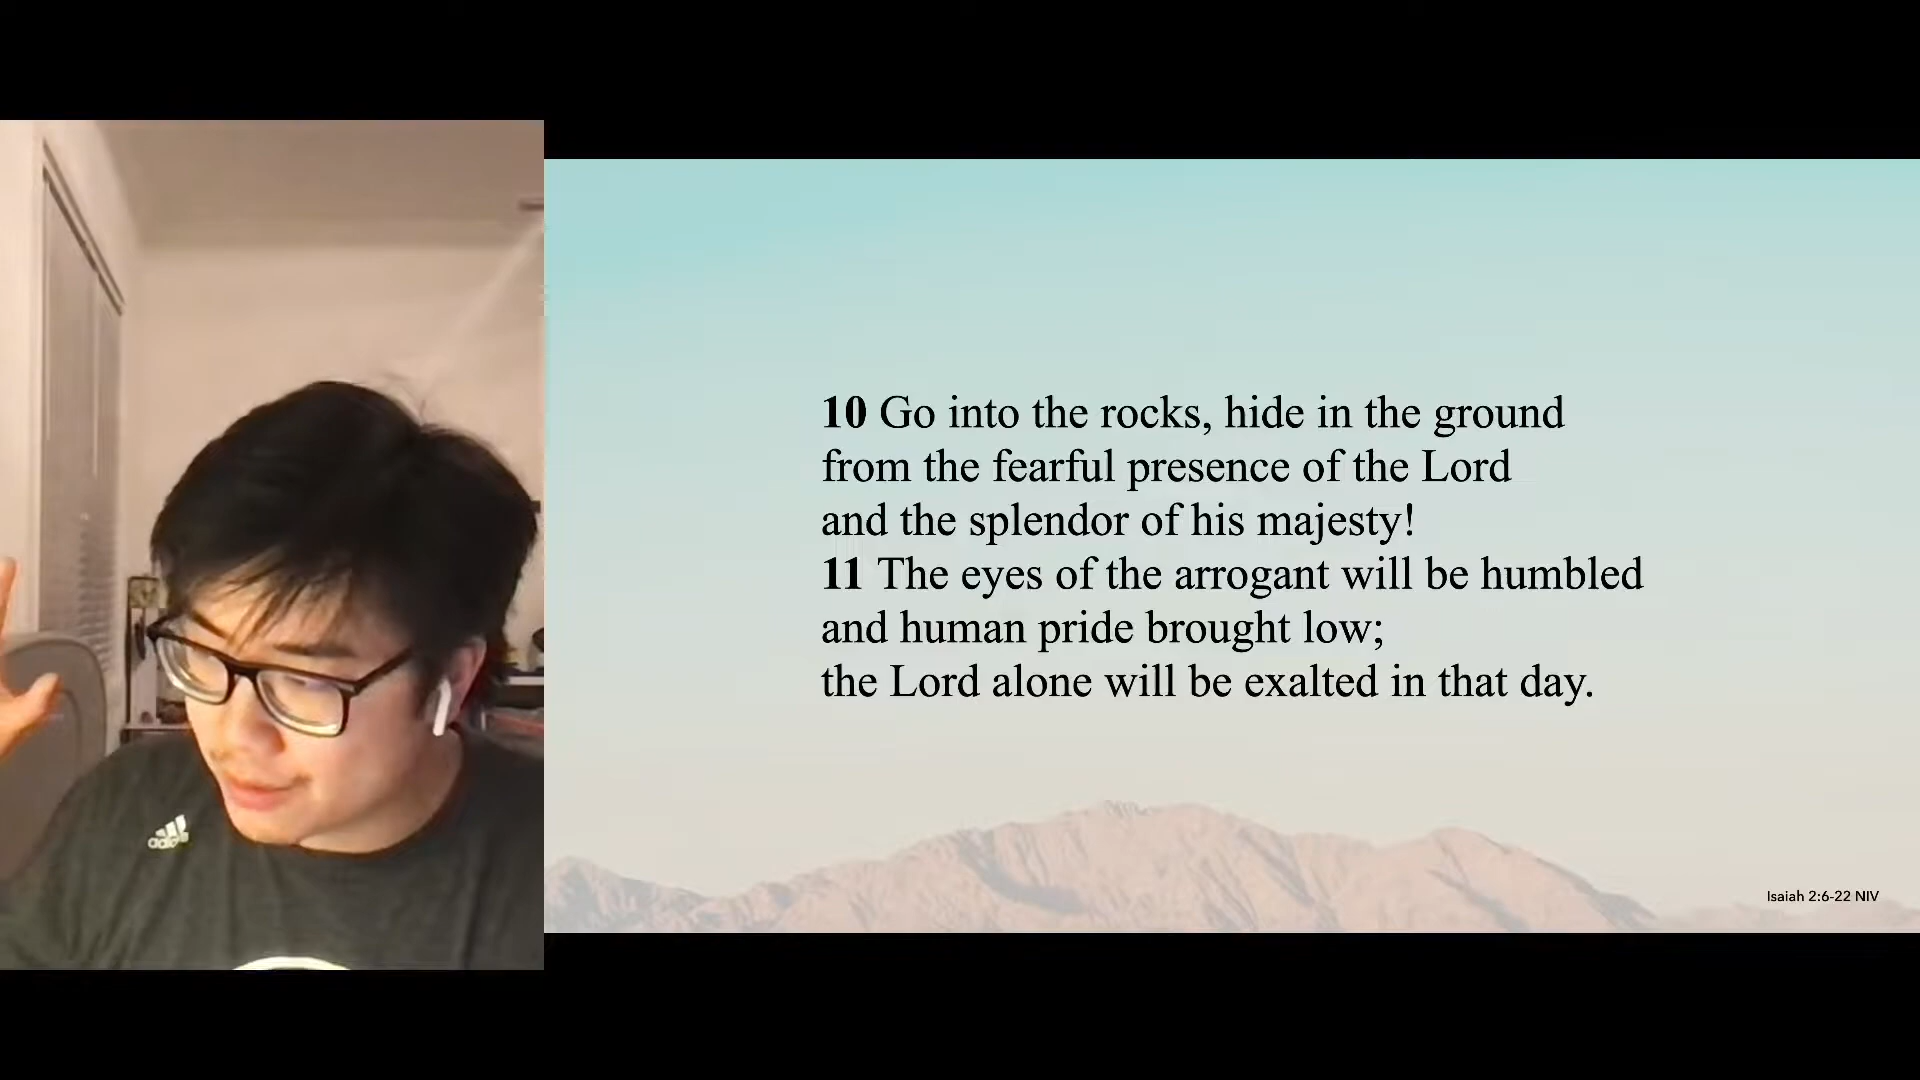 10 Go into the rocks, hide in the ground
from the fearful presence of the Lord
and the splendor of his majesty!
11 The eyes of the arrogant will be humbled
and human pride brought low;
the Lord alone will be exalted in that day.
Isaiah 2:6-22 NIV
adidas